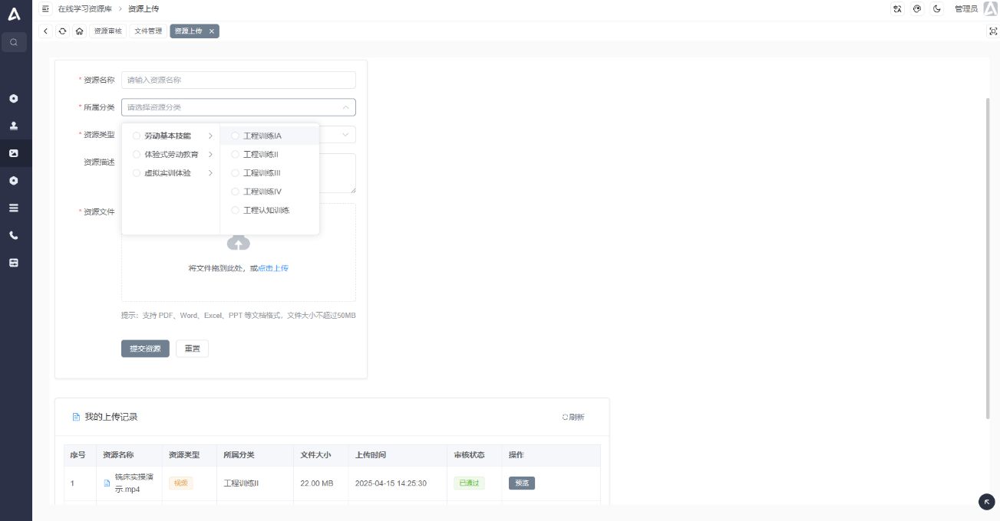 在线学习资源库 > 资源上传
管理员
资源审核 文件管理 资源上传 ×
* 资源名称 请输入资源名称
* 所属分类 请选择资源分类
* 资源类型
劳动基本技能 > 工程训练IA
体验式劳动教育 > 工程训练II
资源描述
虚拟实训体验 > 工程训练III
工程训练IV
* 资源文件
工程认知训练
将文件拖到此处，或点击上传
提示：支持 PDF、Word、Excel、PPT 等文档格式，文件大小不超过50MB
提交资源 重置
我的上传记录 刷新
序号 资源名称 资源类型 所属分类 文件大小 上传时间 审核状态 操作
1 铣床实操演示.mp4 视频 工程训练II 22.00 MB 2025-04-15 14:25:30 已通过 预览